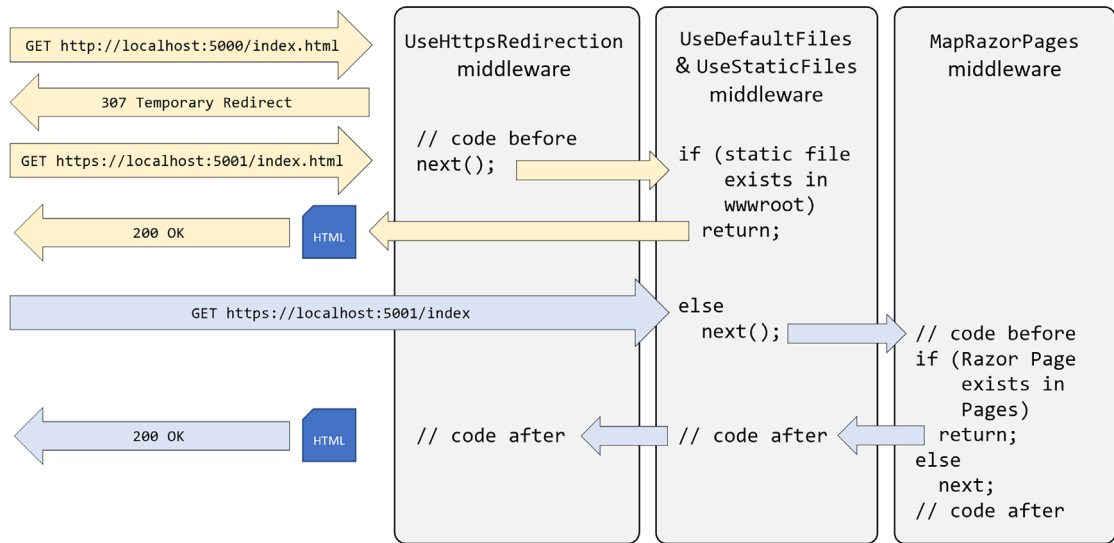 GET http://localhost:5000/index.html
307 Temporary Redirect
GET https://localhost:5001/index.html
200 OK
HTML
GET https://localhost:5001/index
200 OK
HTML
UseHttpsRedirection
middleware
// code before
next();
// code after
UseDefaultFiles
& UseStaticFiles
middleware
if (static file
exists in
wwwroot)
return;
else
next();
// code after
MapRazorPages
middleware
// code before
if (Razor Page
exists in
Pages)
return;
else
next;
// code after